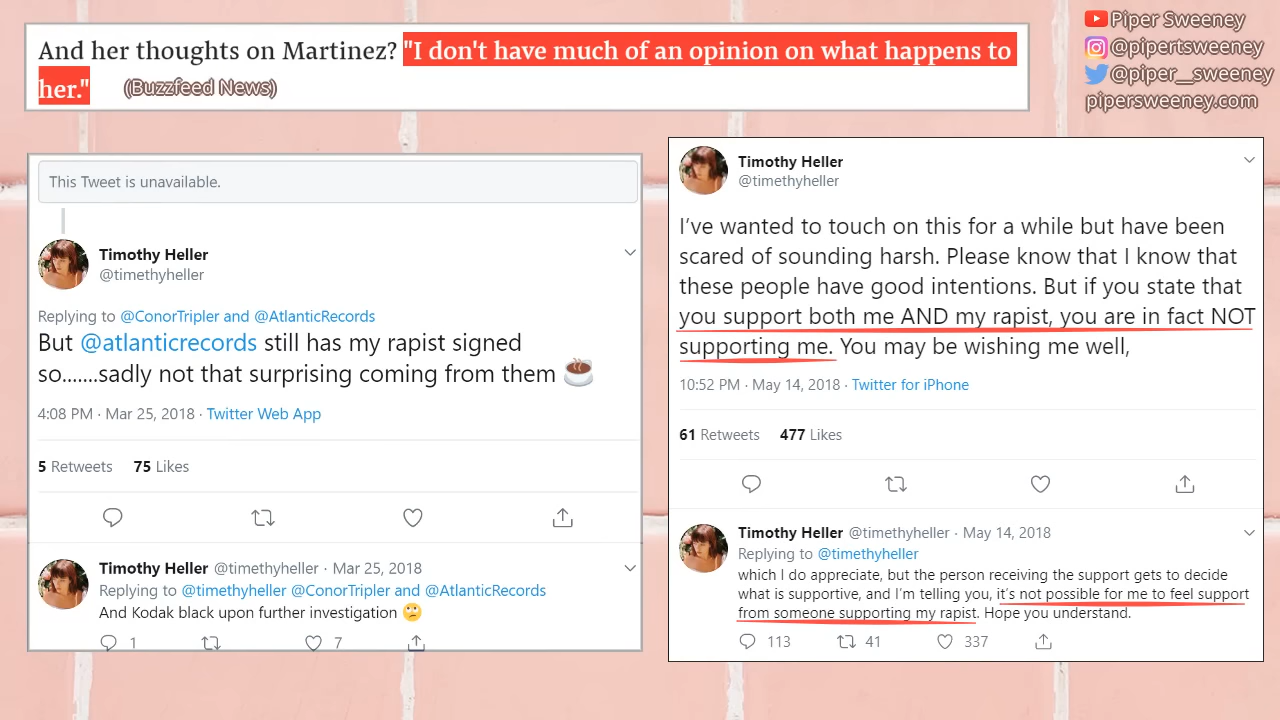 And her thoughts on Martinez? "I don't have much of an opinion on what happens to
her." (Buzzfeed News)
Piper Sweeney
@pipertsweeney
@piper__sweeney
pipersweeney.com
This Tweet is unavailable.
Timothy Heller
@timethyheller
Replying to @ConorTripler and @AtlanticRecords
But @atlanticrecords still has my rapist signed
so.......sadly not that surprising coming from them ☕
4:08 PM · Mar 25, 2018 · Twitter Web App
5 Retweets 75 Likes
Timothy Heller @timethyheller · Mar 25, 2018
Replying to @timethyheller @ConorTripler and @AtlanticRecords
And Kodak black upon further investigation 🙄
1 7
Timothy Heller
@timethyheller
I've wanted to touch on this for a while but have been
scared of sounding harsh. Please know that I know that
these people have good intentions. But if you state that
you support both me AND my rapist, you are in fact NOT
supporting me. You may be wishing me well,
10:52 PM · May 14, 2018 · Twitter for iPhone
61 Retweets 477 Likes
Timothy Heller @timethyheller · May 14, 2018
Replying to @timethyheller
which I do appreciate, but the person receiving the support gets to decide
what is supportive, and I'm telling you, it's not possible for me to feel support
from someone supporting my rapist. Hope you understand.
113 41 337